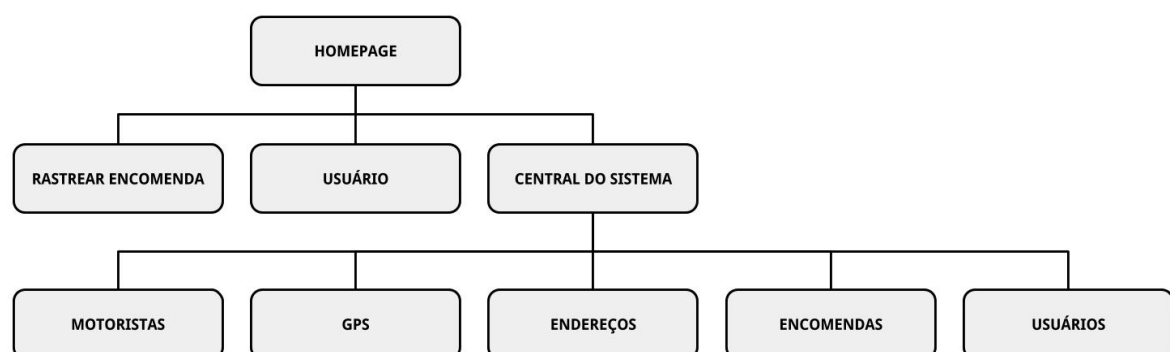 HOMEPAGE
RASTREAR ENCOMENDA
USUÁRIO
CENTRAL DO SISTEMA
MOTORISTAS
GPS
ENDEREÇOS
ENCOMENDAS
USUÁRIOS